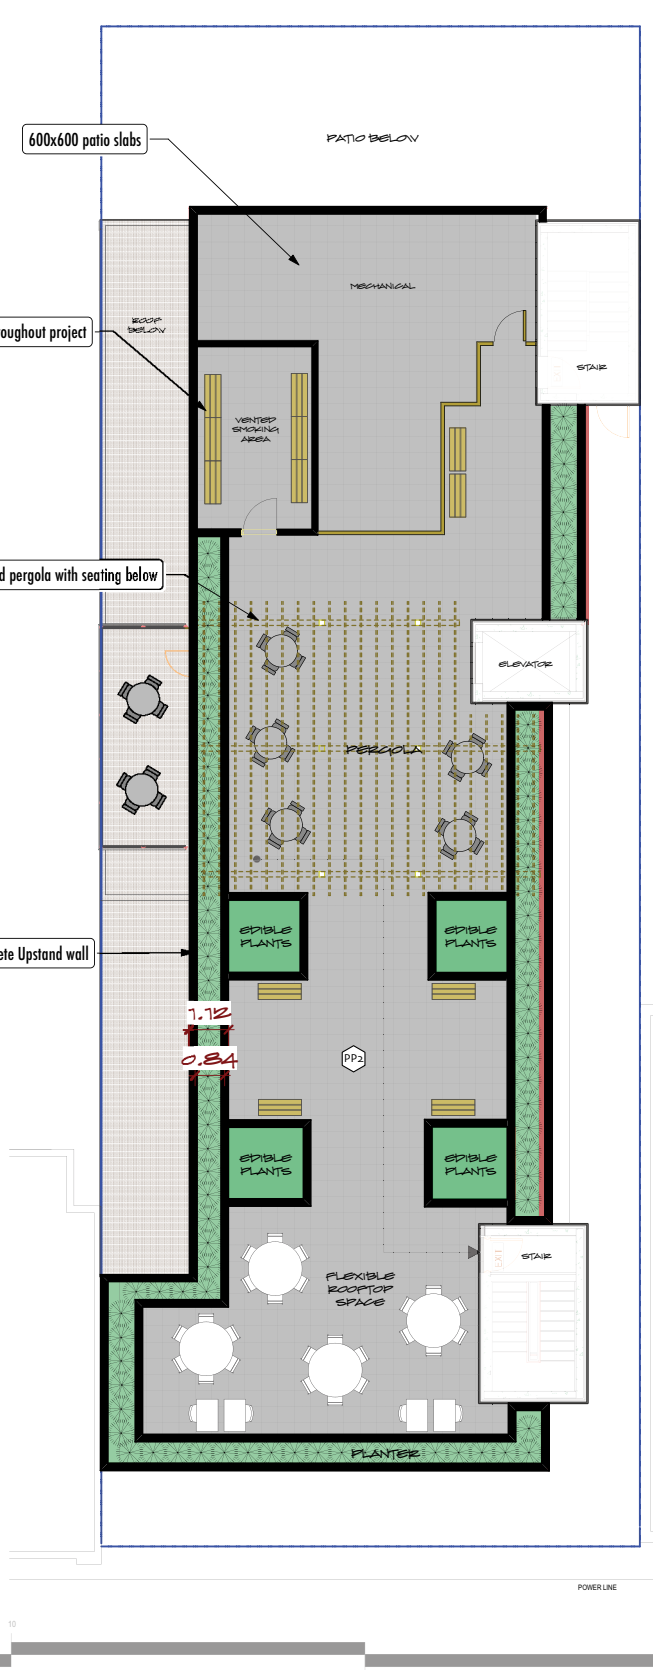 PATIO BELOW
600x600 patio slabs
MECHANICAL
ROOF
BELOW
roughout project
STAIR
VENTED
SMOKING
AREA
d pergola with seating below
ELEVATOR
PERGOLA
EDIBLE
PLANTS
EDIBLE
PLANTS
ete Upstand wall
1.12
0.84
PP2
EDIBLE
PLANTS
EDIBLE
PLANTS
EXIT
STAIR
FLEXIBLE
ROOFTOP
SPACE
PLANTER
POWER LINE
10